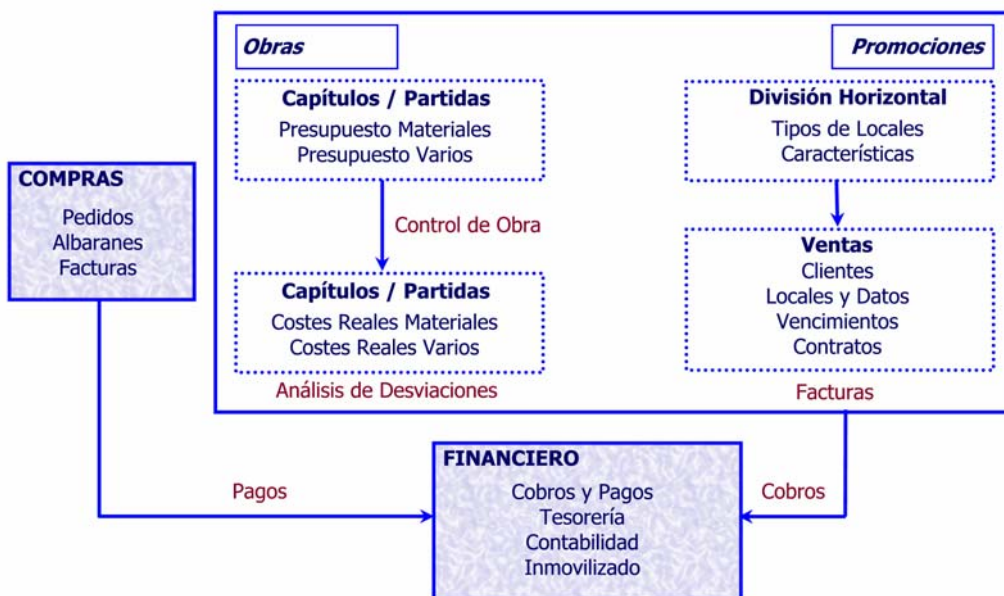 Obras
Promociones
Capítulos / Partidas
Presupuesto Materiales
Presupuesto Varios
División Horizontal
Tipos de Locales
Características
COMPRAS
Pedidos
Albaranes
Facturas
Control de Obra
Capítulos / Partidas
Costes Reales Materiales
Costes Reales Varios
Ventas
Clientes
Locales y Datos
Vencimientos
Contratos
Análisis de Desviaciones
Facturas
FINANCIERO
Cobros y Pagos
Tesorería
Contabilidad
Inmovilizado
Pagos
Cobros